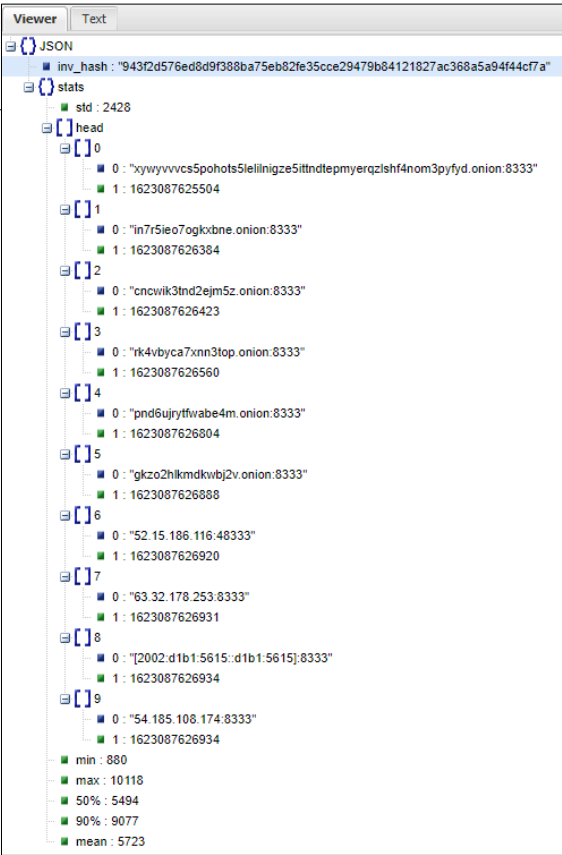 Viewer Text
JSON
inv_hash : "943f2d576ed8d9f388ba75eb82fe35cce29479b84121827ac368a5a94f44cf7a"
stats
std : 2428
head
0
0 : "xywyvvvcs5pohots5lelilnigze5ittndtepmyerqzlshf4nom3pyfyd.onion:8333"
1 : 1623087625504
1
0 : "in7r5ieo7ogkxbne.onion:8333"
1 : 1623087626384
2
0 : "cncwik3tnd2ejm5z.onion:8333"
1 : 1623087626423
3
0 : "rk4vbyca7xnn3top.onion:8333"
1 : 1623087626560
4
0 : "pnd6ujrytfwabe4m.onion:8333"
1 : 1623087626804
5
0 : "gkzo2hlkmdkwbj2v.onion:8333"
1 : 1623087626888
6
0 : "52.15.186.116:48333"
1 : 1623087626920
7
0 : "63.32.178.253:8333"
1 : 1623087626931
8
0 : "[2002:d1b1:5615::d1b1:5615]:8333"
1 : 1623087626934
9
0 : "54.185.108.174:8333"
1 : 1623087626934
min : 880
max : 10118
50% : 5494
90% : 9077
mean : 5723